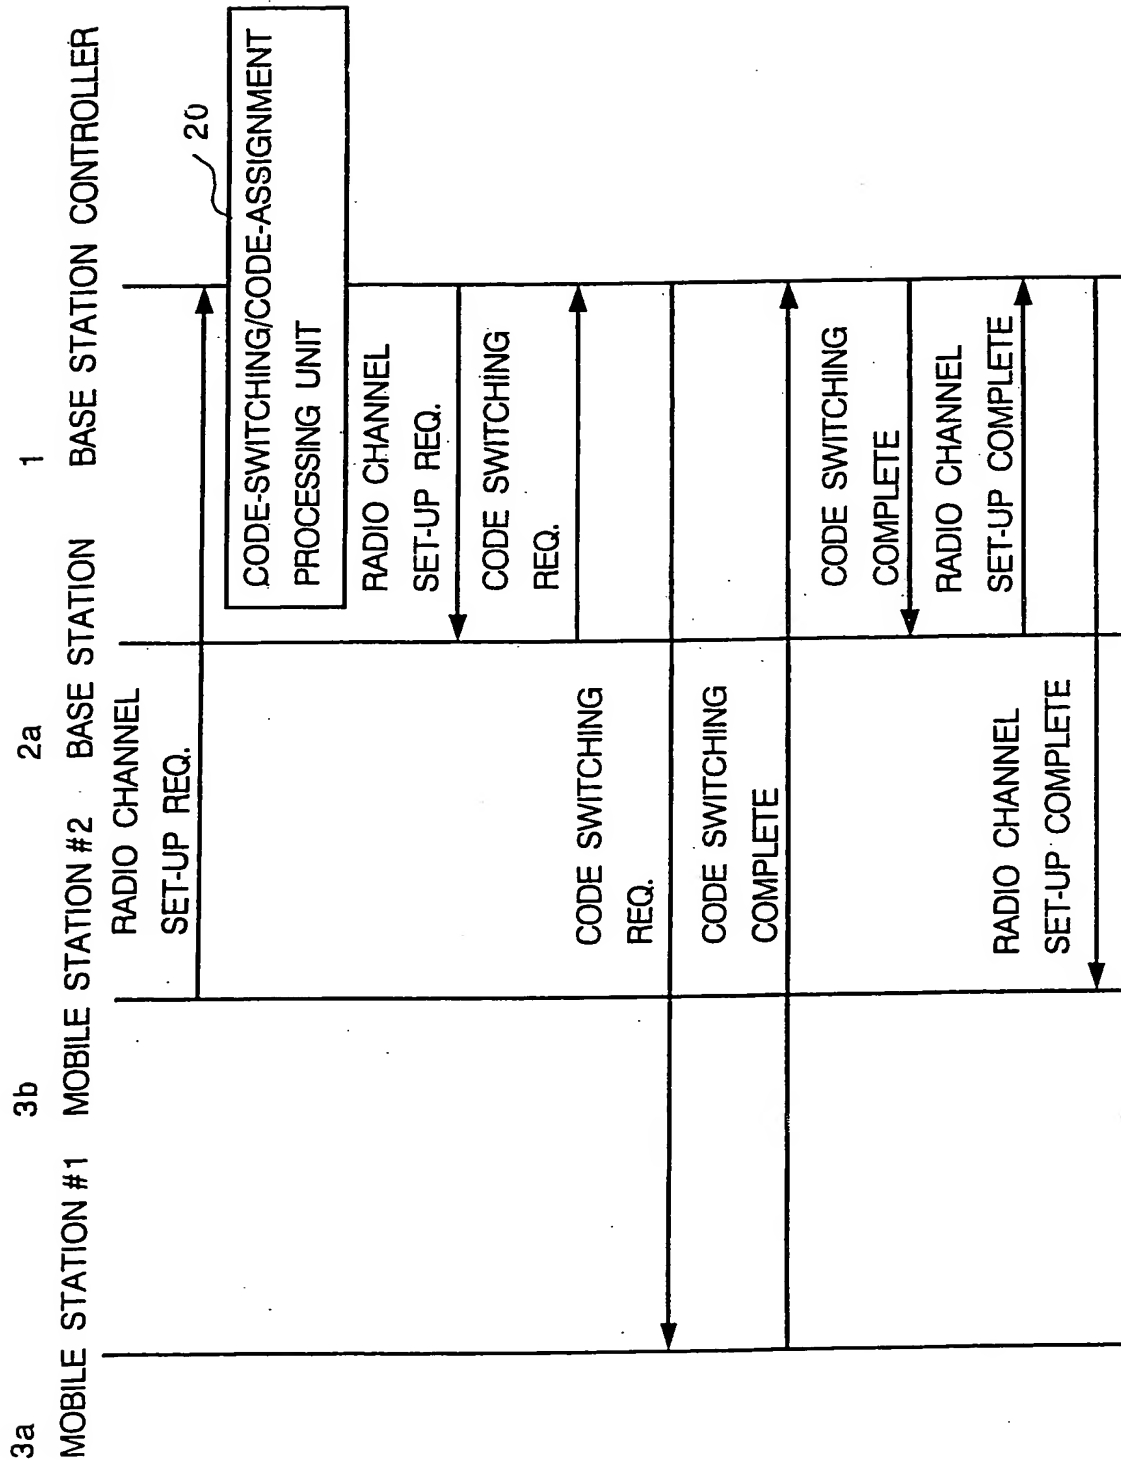 3a
3b
2a
1
MOBILE STATION #1
MOBILE STATION #2
BASE STATION
BASE STATION CONTROLLER
RADIO CHANNEL
SET-UP REQ.
20
CODE-SWITCHING/CODE-ASSIGNMENT
PROCESSING UNIT
RADIO CHANNEL
SET-UP REQ.
CODE SWITCHING
REQ.
CODE SWITCHING
REQ.
CODE SWITCHING
COMPLETE
CODE SWITCHING
COMPLETE
RADIO CHANNEL
SET-UP COMPLETE
RADIO CHANNEL
SET-UP COMPLETE